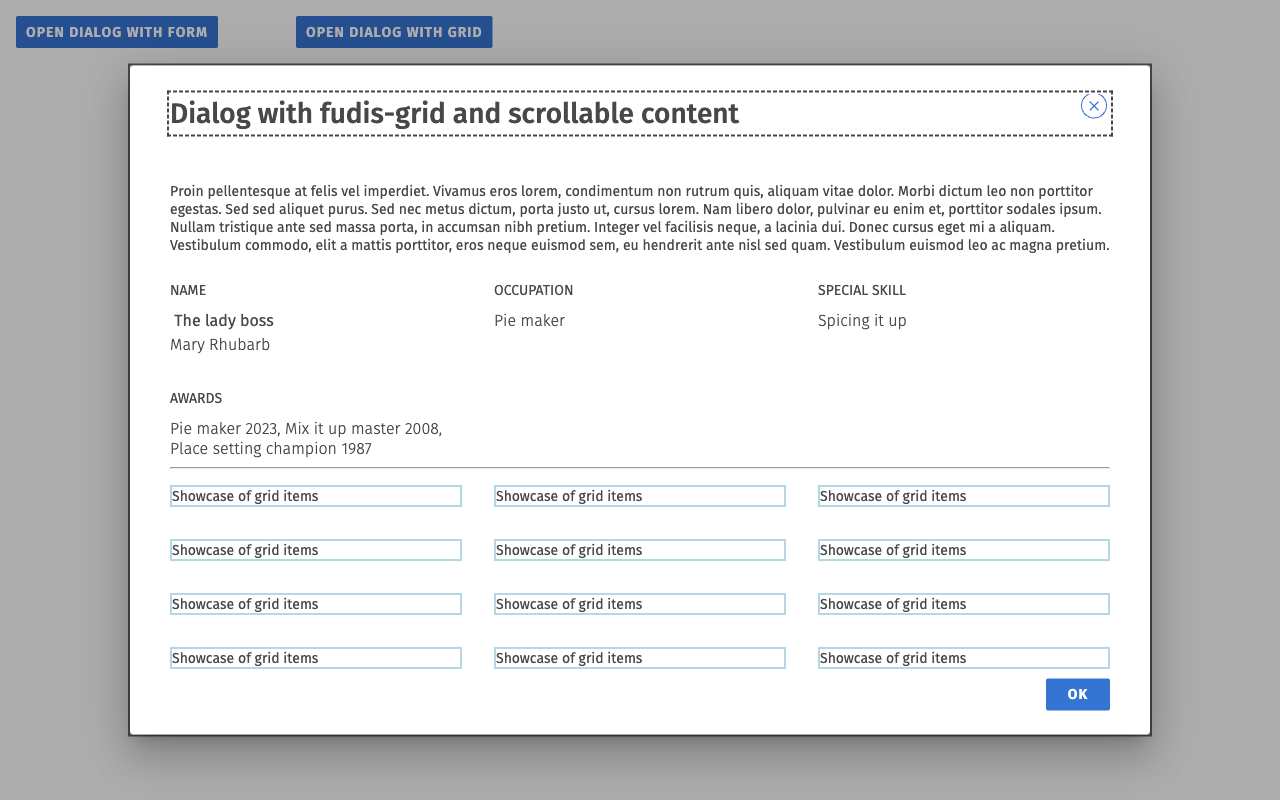 OPEN DIALOG WITH FORM
OPEN DIALOG WITH GRID
Dialog with fudis-grid and scrollable content
Proin pellentesque at felis vel imperdiet. Vivamus eros lorem, condimentum non rutrum quis, aliquam vitae dolor. Morbi dictum leo non porttitor
egestas. Sed sed aliquet purus. Sed nec metus dictum, porta justo ut, cursus lorem. Nam libero dolor, pulvinar eu enim et, porttitor sodales ipsum.
Nullam tristique ante sed massa porta, in accumsan nibh pretium. Integer vel facilisis neque, a lacinia dui. Donec cursus eget mi a aliquam.
Vestibulum commodo, elit a mattis porttitor, eros neque euismod sem, eu hendrerit ante nisl sed quam. Vestibulum euismod leo ac magna pretium.
NAME
The lady boss
Mary Rhubarb
OCCUPATION
Pie maker
SPECIAL SKILL
Spicing it up
AWARDS
Pie maker 2023, Mix it up master 2008,
Place setting champion 1987
Showcase of grid items
Showcase of grid items
Showcase of grid items
Showcase of grid items
Showcase of grid items
Showcase of grid items
Showcase of grid items
Showcase of grid items
Showcase of grid items
Showcase of grid items
Showcase of grid items
Showcase of grid items
OK